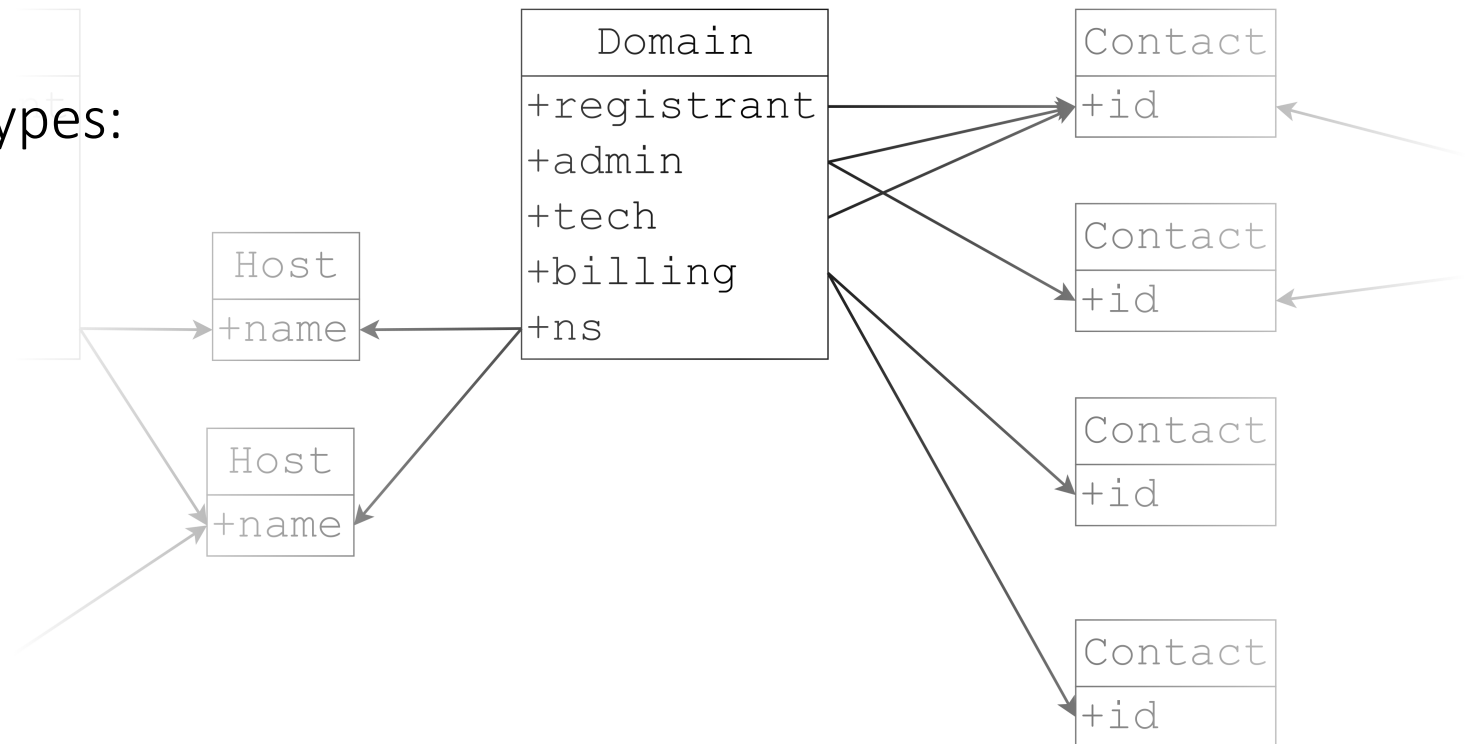 ypes:
Domain
+registrant
+admin
+tech
+billing
+ns
Host
+name
Host
+name
Contact
+id
Contact
+id
Contact
+id
Contact
+id